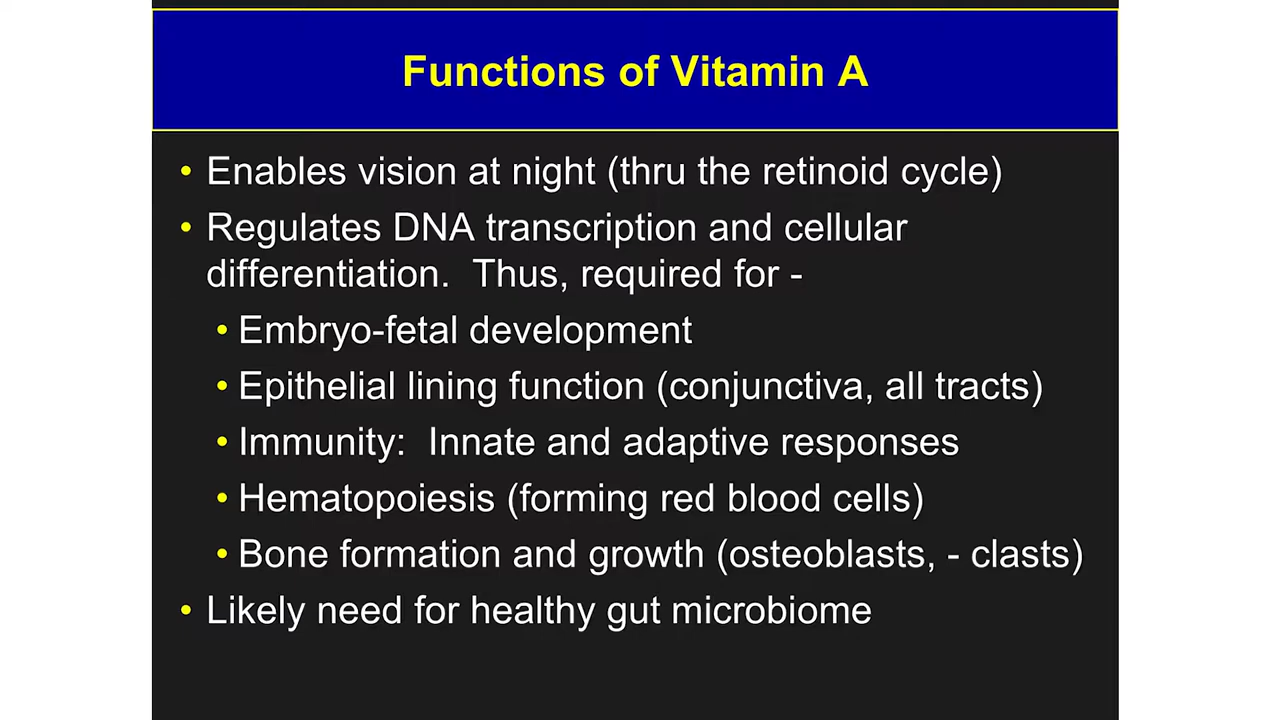 Functions of Vitamin A
• Enables vision at night (thru the retinoid cycle)
• Regulates DNA transcription and cellular
differentiation.  Thus, required for -
• Embryo-fetal development
• Epithelial lining function (conjunctiva, all tracts)
• Immunity:  Innate and adaptive responses
• Hematopoiesis (forming red blood cells)
• Bone formation and growth (osteoblasts, - clasts)
• Likely need for healthy gut microbiome